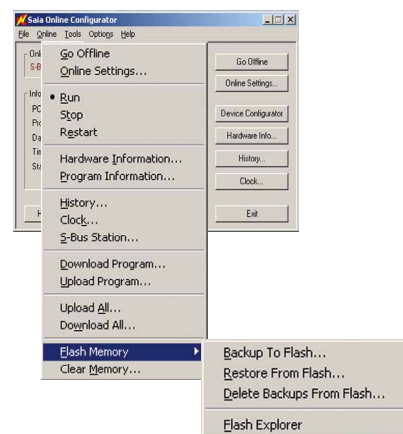 Saia Online Configurator
File Online Tools Options Help
Go Offline
Online Settings...
Run
Stop
Restart
Hardware Information...
Program Information...
History...
Clock...
S-Bus Station...
Download Program...
Upload Program...
Upload All...
Download All...
Flash Memory
Clear Memory...
Backup To Flash...
Restore From Flash...
Delete Backups From Flash...
Flash Explorer
Go Offline
Online Settings...
Device Configurator
Hardware Info...
History...
Clock...
Exit